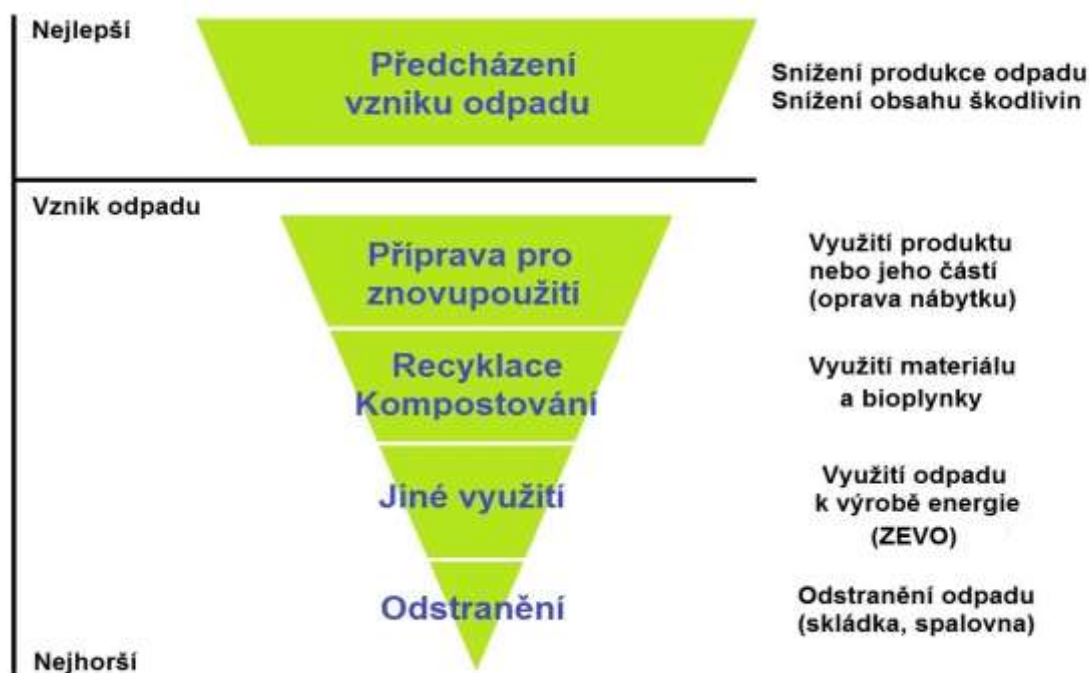 Nejlepší
Předcházení
vzniku odpadu
Snížení produkce odpadu
Snížení obsahu škodlivin
Vznik odpadu
Příprava pro
znovupoužití
Využití produktu
nebo jeho částí
(oprava nábytku)
Recyklace
Kompostování
Využití materiálu
a bioplynky
Jiné využití
Využití odpadu
k výrobě energie
(ZEVO)
Odstranění
Odstranění odpadu
(skládka, spalovna)
Nejhorší